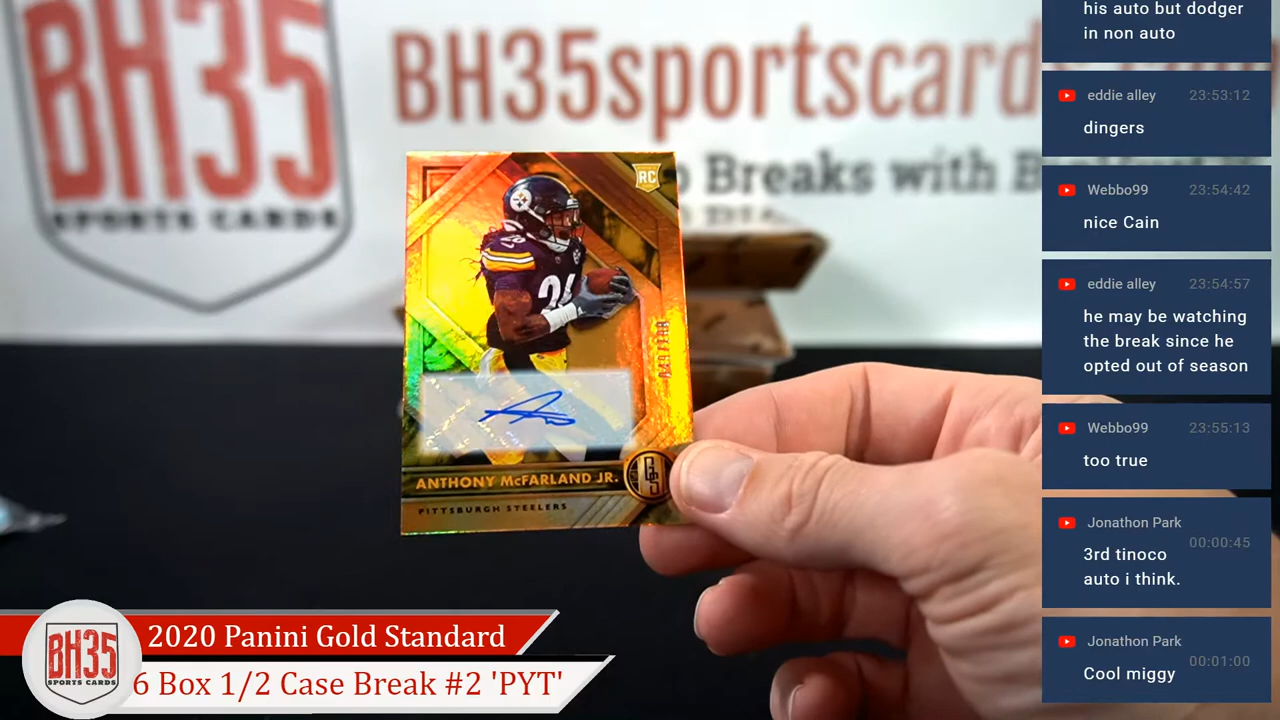 BH35
SPORTS CARDS
BH35sportscards
Breaks with
RC
26
ANTHONY McFARLAND JR.
GS
PITTSBURGH STEELERS
BH35
SPORTS CARDS
2020 Panini Gold Standard
6 Box 1/2 Case Break #2 'PYT'
his auto but dodger
in non auto
eddie alley 23:53:12
dingers
Webbo99 23:54:42
nice Cain
eddie alley 23:54:57
he may be watching
the break since he
opted out of season
Webbo99 23:55:13
too true
Jonathon Park 00:00:45
3rd tinoco
auto i think.
Jonathon Park 00:01:00
Cool miggy